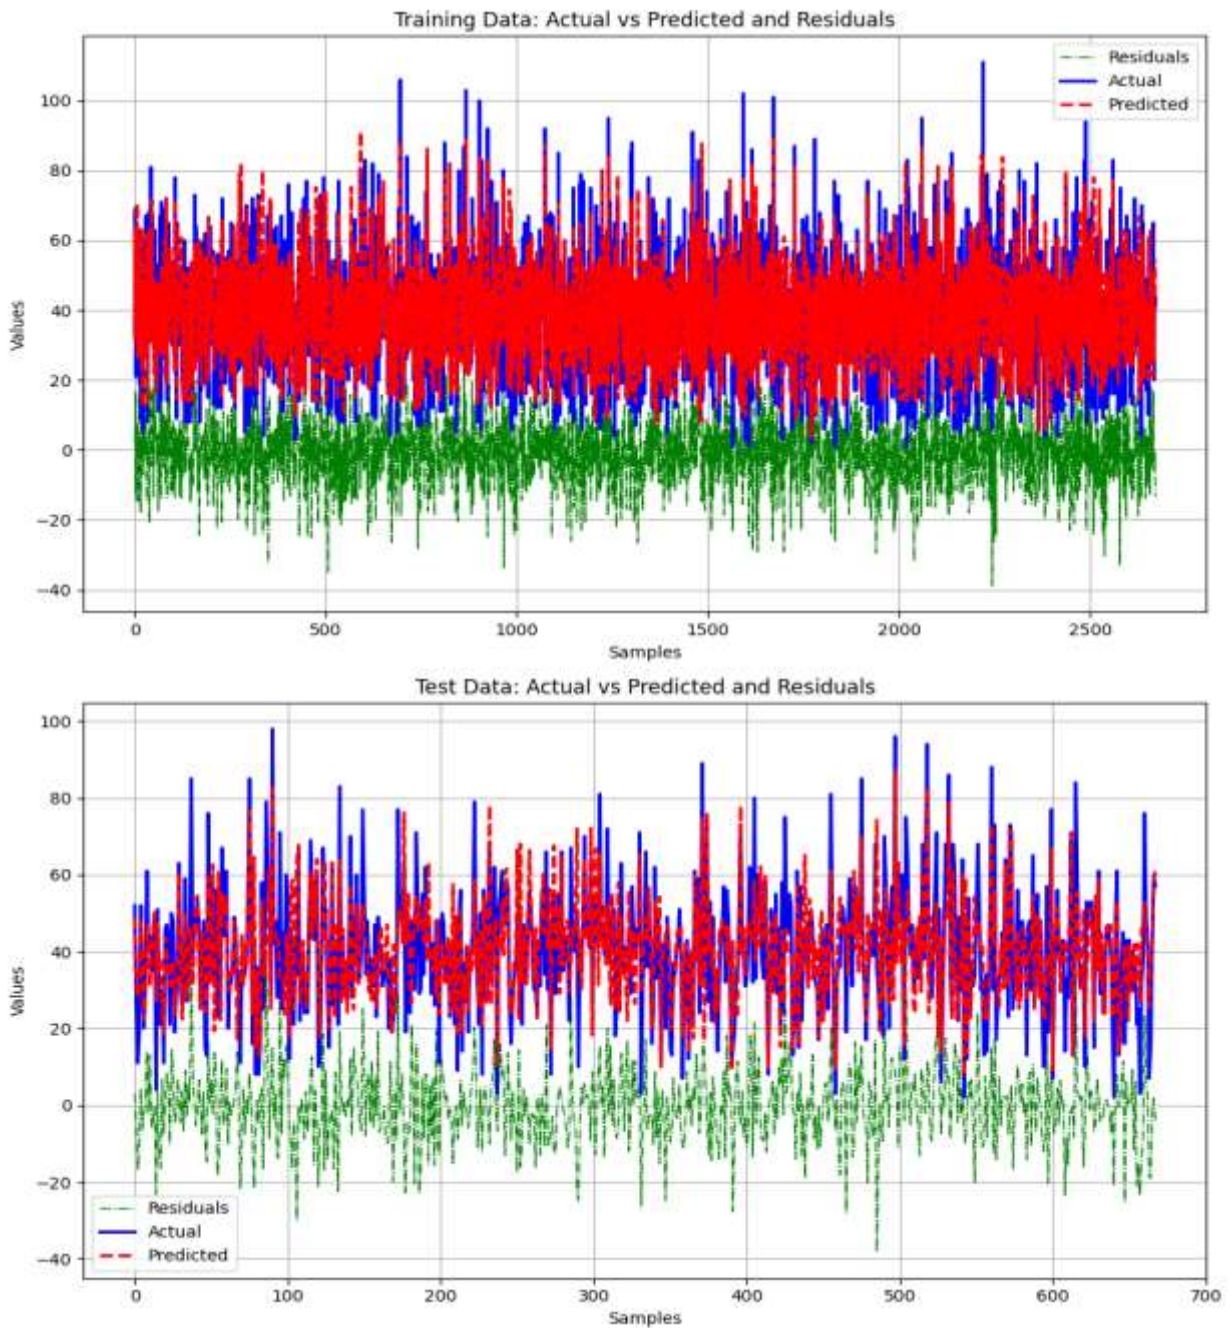 Training Data: Actual vs Predicted and Residuals
Residuals
Actual
Predicted
100
80
60
40
20
0
−20
−40
Values
0 500 1000 1500 2000 2500
Samples
Test Data: Actual vs Predicted and Residuals
100
80
60
40
20
0
−20
−40
Values
Residuals
Actual
Predicted
0 100 200 300 400 500 600 700
Samples